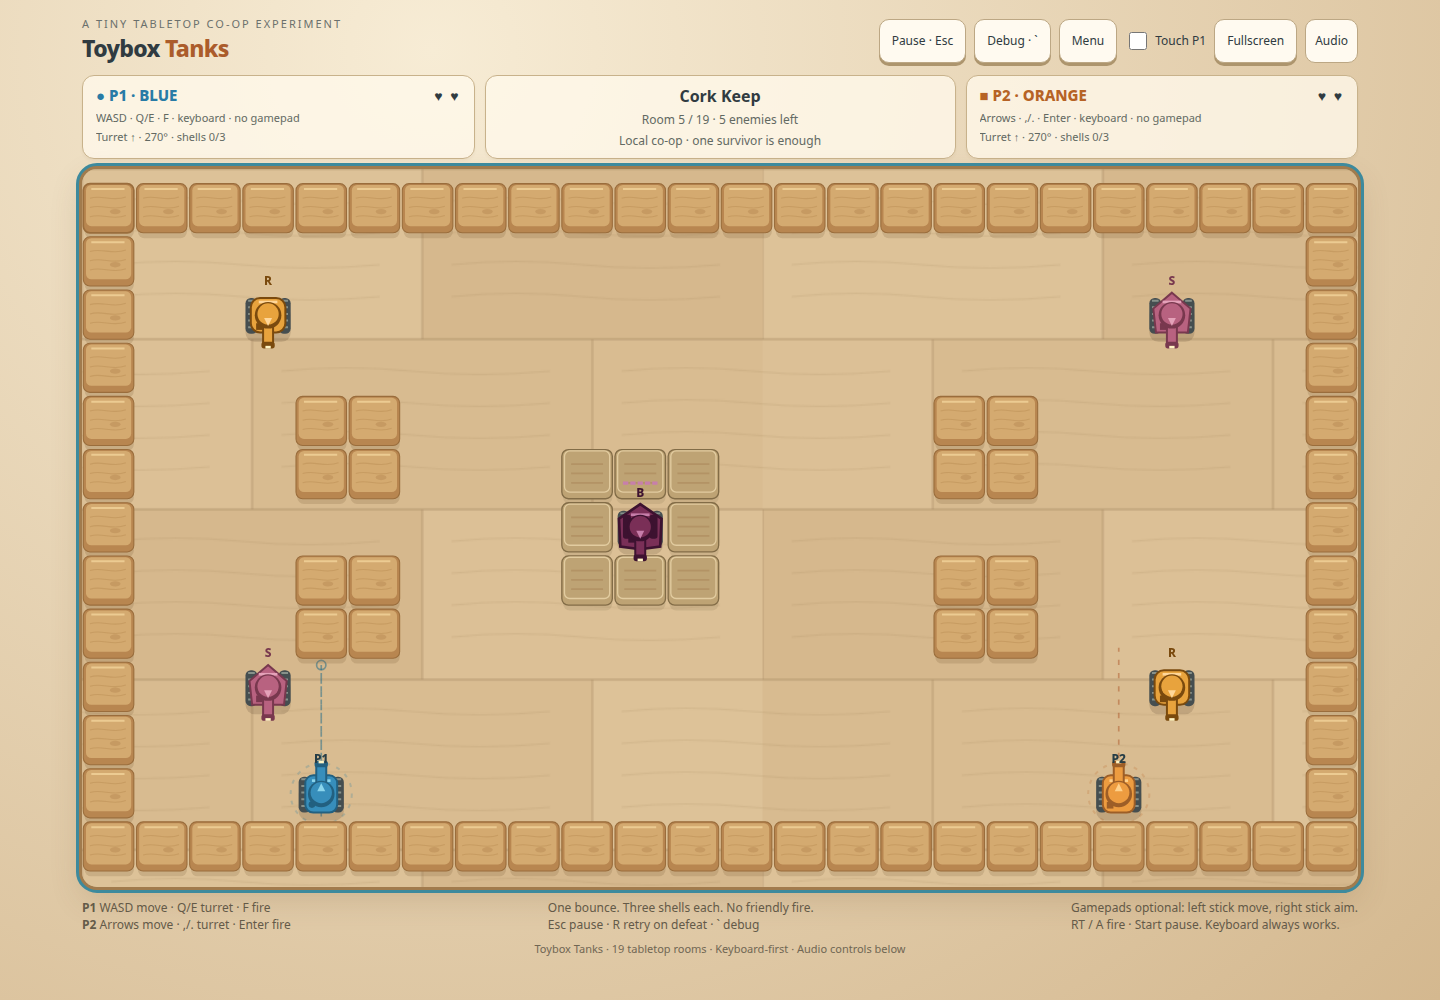 A TINY TABLETOP CO-OP EXPERIMENT
Toybox Tanks
Pause · Esc
Debug · `
Menu
Touch P1
Fullscreen
Audio
● P1 · BLUE ♥ ♥
WASD · Q/E · F · keyboard · no gamepad
Turret ↑ · 270° · shells 0/3
Cork Keep
Room 5 / 19 · 5 enemies left
Local co-op · one survivor is enough
■ P2 · ORANGE ♥ ♥
Arrows · ,/. · Enter · keyboard · no gamepad
Turret ↑ · 270° · shells 0/3
R
S
B
S
R
P1
P2
P1 WASD move · Q/E turret · F fire
P2 Arrows move · ,/. turret · Enter fire
One bounce. Three shells each. No friendly fire.
Esc pause · R retry on defeat · ` debug
Gamepads optional: left stick move, right stick aim.
RT / A fire · Start pause. Keyboard always works.
Toybox Tanks · 19 tabletop rooms · Keyboard-first · Audio controls below